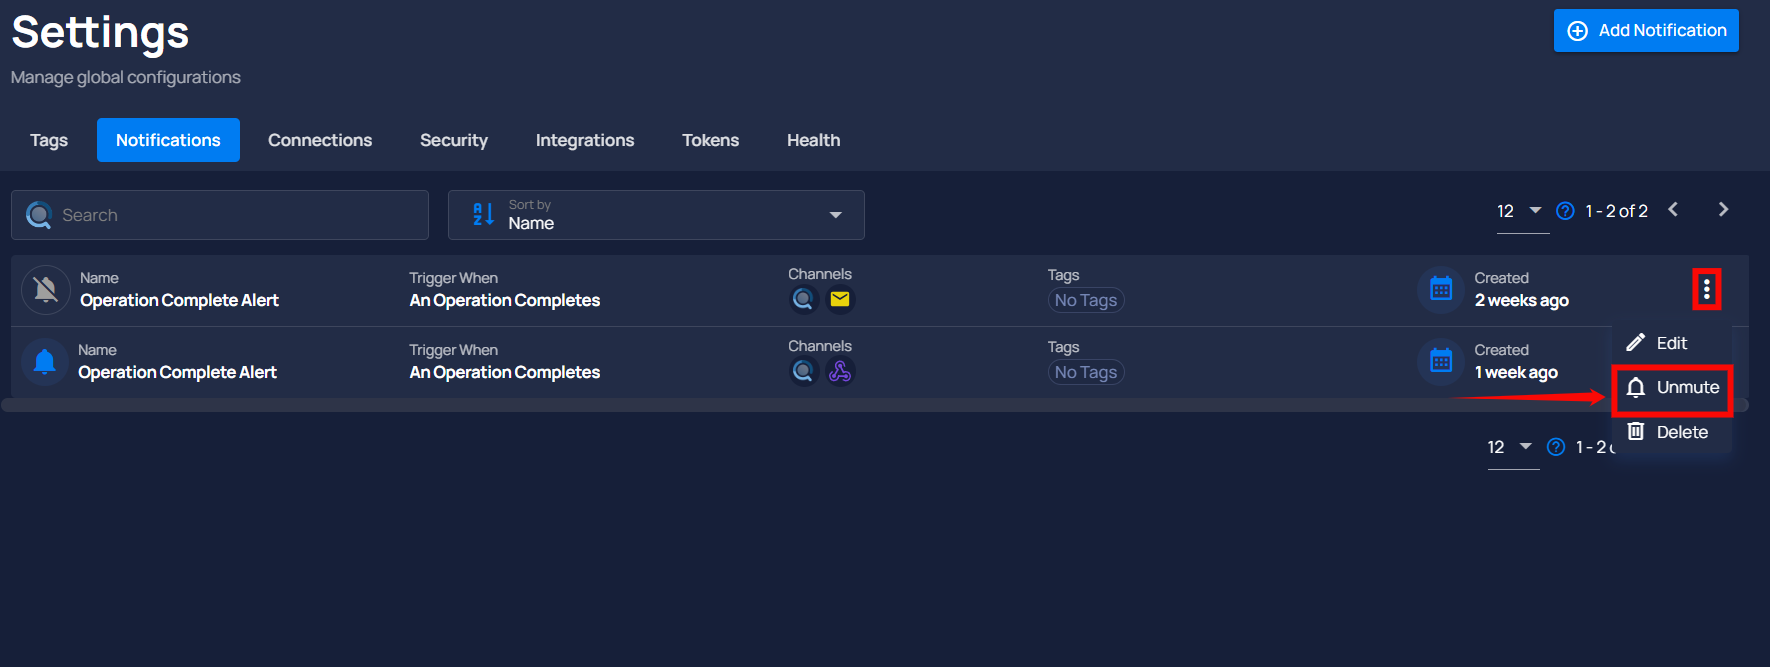 Settings
Add Notification
Manage global configurations
Tags Notifications Connections Security Integrations Tokens Health
Search
Sort by
Name
12 1 - 2 of 2
Name Trigger When Channels Tags Created
Operation Complete Alert An Operation Completes No Tags 2 weeks ago
Edit
Name Trigger When Channels Tags Created
Operation Complete Alert An Operation Completes No Tags 1 week ago
Unmute
Delete
12 1 - 2